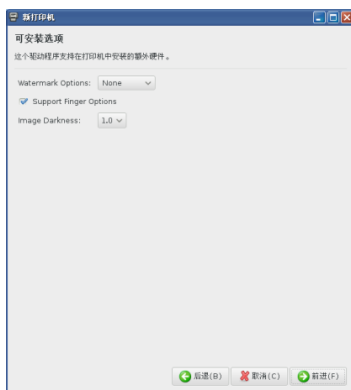 新打印机
可安装选项
这个驱动程序支持在打印机中安装的额外硬件。
Watermark Options: None
Support Finger Options
Image Darkness: 1.0
后退(B) 取消(C) 前进(F)